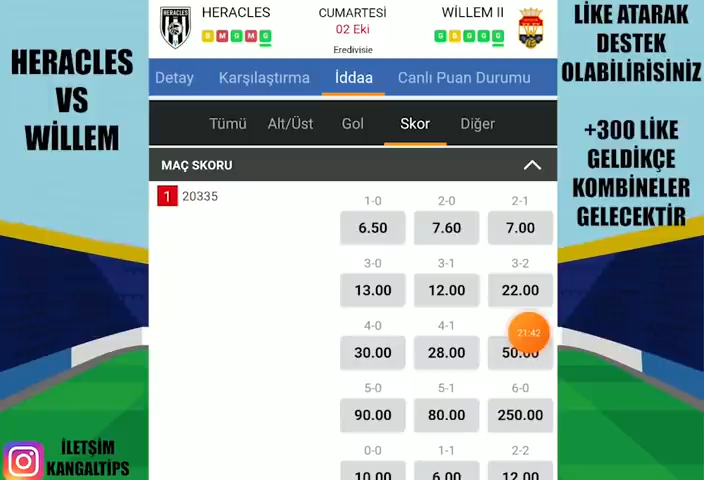 HERACLES
VS
WİLLEM
HERACLES
B M G M G
CUMARTESİ
02 Eki
Eredivisie
WİLLEM II
G B G G G
Detay Karşılaştırma İddaa Canlı Puan Durumu
Tümü Alt/Üst Gol Skor Diğer
MAÇ SKORU
1 20335
1-0 2-0 2-1
6.50 7.60 7.00
3-0 3-1 3-2
13.00 12.00 22.00
4-0 4-1
21:42
30.00 28.00 50.00
5-0 5-1 6-0
90.00 80.00 250.00
0-0 1-1 2-2
10.00 6.00 12.00
LİKE ATARAK
DESTEK
OLABİLİRİSİNİZ
+300 LİKE
GELDİKÇE
KOMBİNELER
GELECEKTİR
İLETŞİM
KANGALTİPS